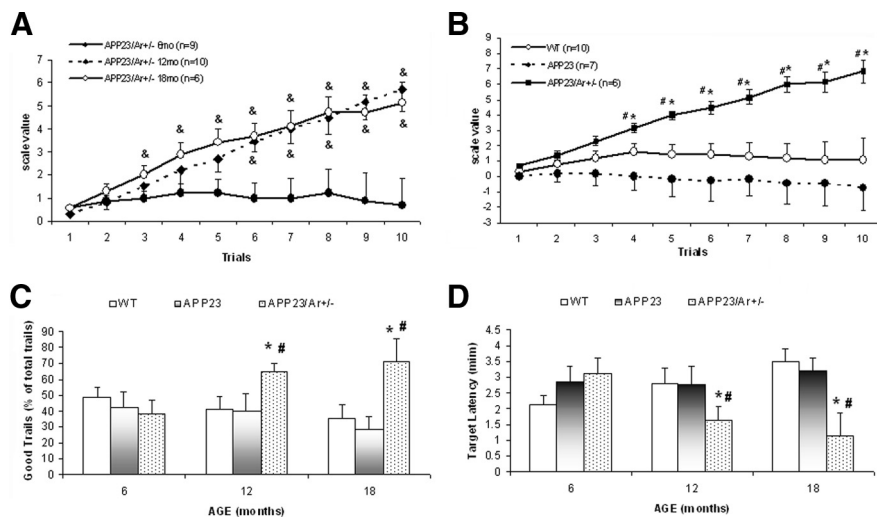 A
APP23/Ar+/- 6mo (n=9)
APP23/Ar+/- 12mo (n=10)
APP23/Ar+/- 18mo (n=6)
scale value
7
6
5
4
3
2
1
0
& & & & & & & &
& & & & &
1 2 3 4 5 6 7 8 9 10
Trials
B
WT (n=10)
APP23 (n=7)
APP23/Ar+/- (n=6)
scale value
9
8
7
6
5
4
3
2
1
0
-1
-2
-3
#* #* #* #* #* #* #*
1 2 3 4 5 6 7 8 9 10
Trials
C
WT APP23 APP23/Ar+/-
Good Trails (% of total trails)
100
90
80
70
60
50
40
30
20
10
0
*# *#
6 12 18
AGE (months)
D
WT APP23 APP23/Ar+/-
Target Latency (mim)
4.5
4
3.5
3
2.5
2
1.5
1
0.5
0
*# *#
6 12 18
AGE (months)